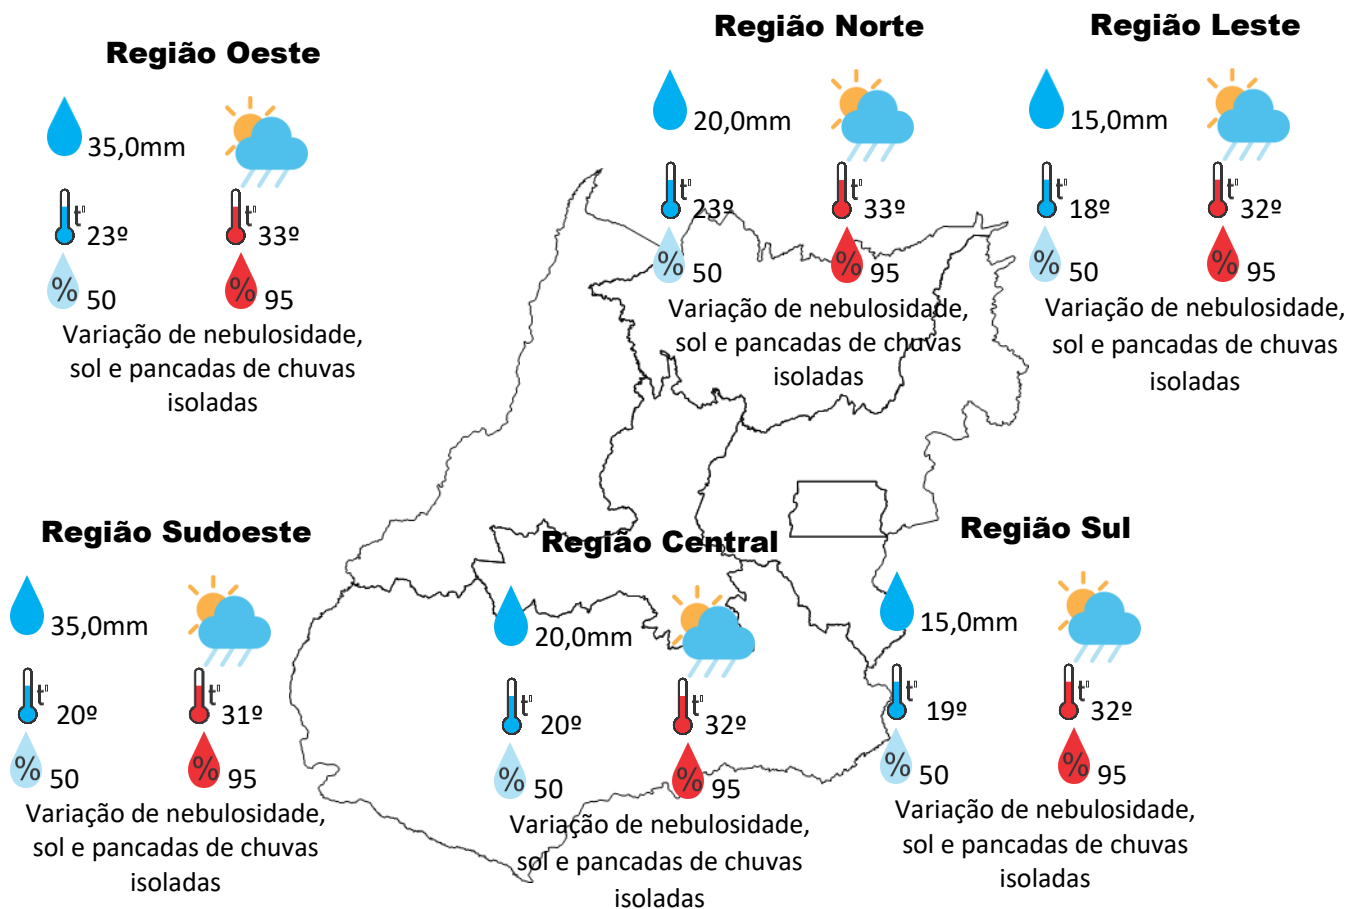 Região Oeste
35,0mm
t°
23º
t°
33º
%
50
%
95
Variação de nebulosidade,
sol e pancadas de chuvas
isoladas
Região Norte
20,0mm
t°
23º
t°
33º
%
50
%
95
Variação de nebulosidade,
sol e pancadas de chuvas
isoladas
Região Leste
15,0mm
t°
18º
t°
32º
%
50
%
95
Variação de nebulosidade,
sol e pancadas de chuvas
isoladas
Região Sudoeste
35,0mm
t°
20º
t°
31º
%
50
%
95
Variação de nebulosidade,
sol e pancadas de chuvas
isoladas
Região Central
20,0mm
t°
20º
t°
32º
%
50
%
95
Variação de nebulosidade,
sol e pancadas de chuvas
isoladas
Região Sul
15,0mm
t°
19º
t°
32º
%
50
%
95
Variação de nebulosidade,
sol e pancadas de chuvas
isoladas